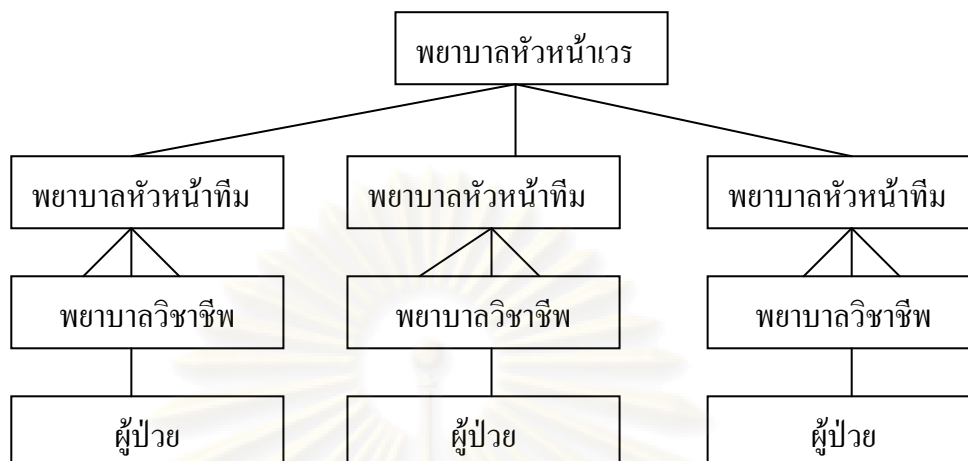 พยาบาลหัวหน้าเวร
พยาบาลหัวหน้าทีม พยาบาลหัวหน้าทีม พยาบาลหัวหน้าทีม
พยาบาลวิชาชีพ พยาบาลวิชาชีพ พยาบาลวิชาชีพ
ผู้ป่วย ผู้ป่วย ผู้ป่วย